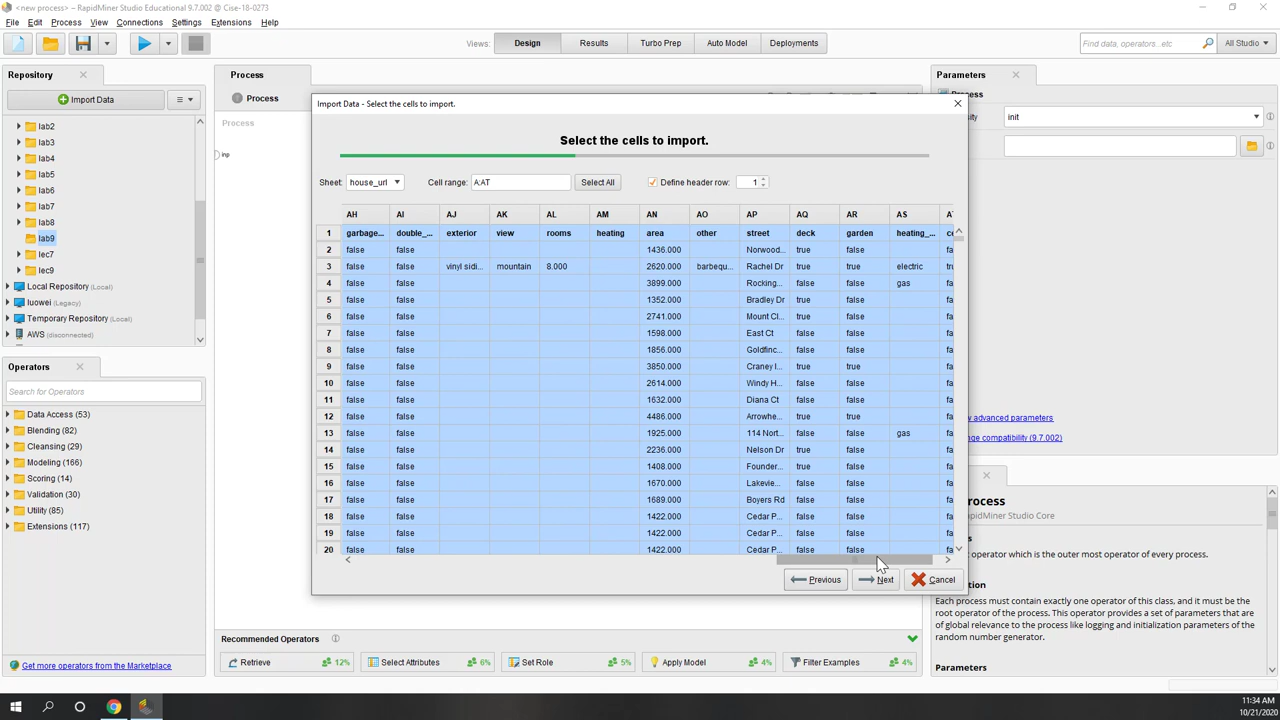 <new process> – RapidMiner Studio Educational 9.7.002 @ Cise-18-0273
File Edit Process View Connections Settings Extensions Help
Views: Design Results Turbo Prep Auto Model Deployments
Find data, operators...etc All Studio
Repository
Import Data
lab2
lab3
lab4
lab5
lab6
lab7
lab8
lab9
lec7
lec9
Local Repository (Local)
luowei (Legacy)
Temporary Repository (Local)
AWS (disconnected)
Operators
Search for Operators
Data Access (53)
Blending (82)
Cleansing (29)
Modeling (166)
Scoring (14)
Validation (30)
Utility (85)
Extensions (117)
Get more operators from the Marketplace
Process
Process
Process
inp
Import Data - Select the cells to import.
Select the cells to import.
Sheet: house_url Cell range: A:AT Select All Define header row: 1
AH AI AJ AK AL AM AN AO AP AQ AR AS AT
1 garbage... double_... exterior view rooms heating area other street deck garden heating_...
2 false false 1436.000 Norwood... true false
3 false false vinyl sidi... mountain 8.000 2620.000 barbequ... Rachel Dr true true electric
4 false false 3899.000 Rocking... false false gas
5 false false 1352.000 Bradley Dr true false
6 false false 2741.000 Mount Cl... true false
7 false false 1598.000 East Ct false false
8 false false 1856.000 Goldfinc... false false
9 false false 3850.000 Craney I... true true
10 false false 2614.000 Windy H... false false
11 false false 1632.000 Diana Ct false false
12 false false 4486.000 Arrowhe... true true
13 false false 1925.000 114 Nort... false false gas
14 false false 2236.000 Nelson Dr true false
15 false false 1408.000 Founder... true false
16 false false 1670.000 Lakevie... false false
17 false false 1689.000 Boyers Rd false false
18 false false 1422.000 Cedar P... false false
19 false false 1422.000 Cedar P... false false
20 false false 1422.000 Cedar P... false false
Previous Next Cancel
Recommended Operators
Retrieve 12% Select Attributes 6% Set Role 5% Apply Model 4% Filter Examples 4%
Parameters
init
advanced parameters
compatibility (9.7.002)
RapidMiner Studio Core
operator which is the outer most operator of every process.
Each process must contain exactly one operator of this class, and it must be the
root operator of the process. This operator provides a set of parameters that are
of global relevance to the process like logging and initialization parameters of the
random number generator.
Parameters
11:34 AM
10/21/2020